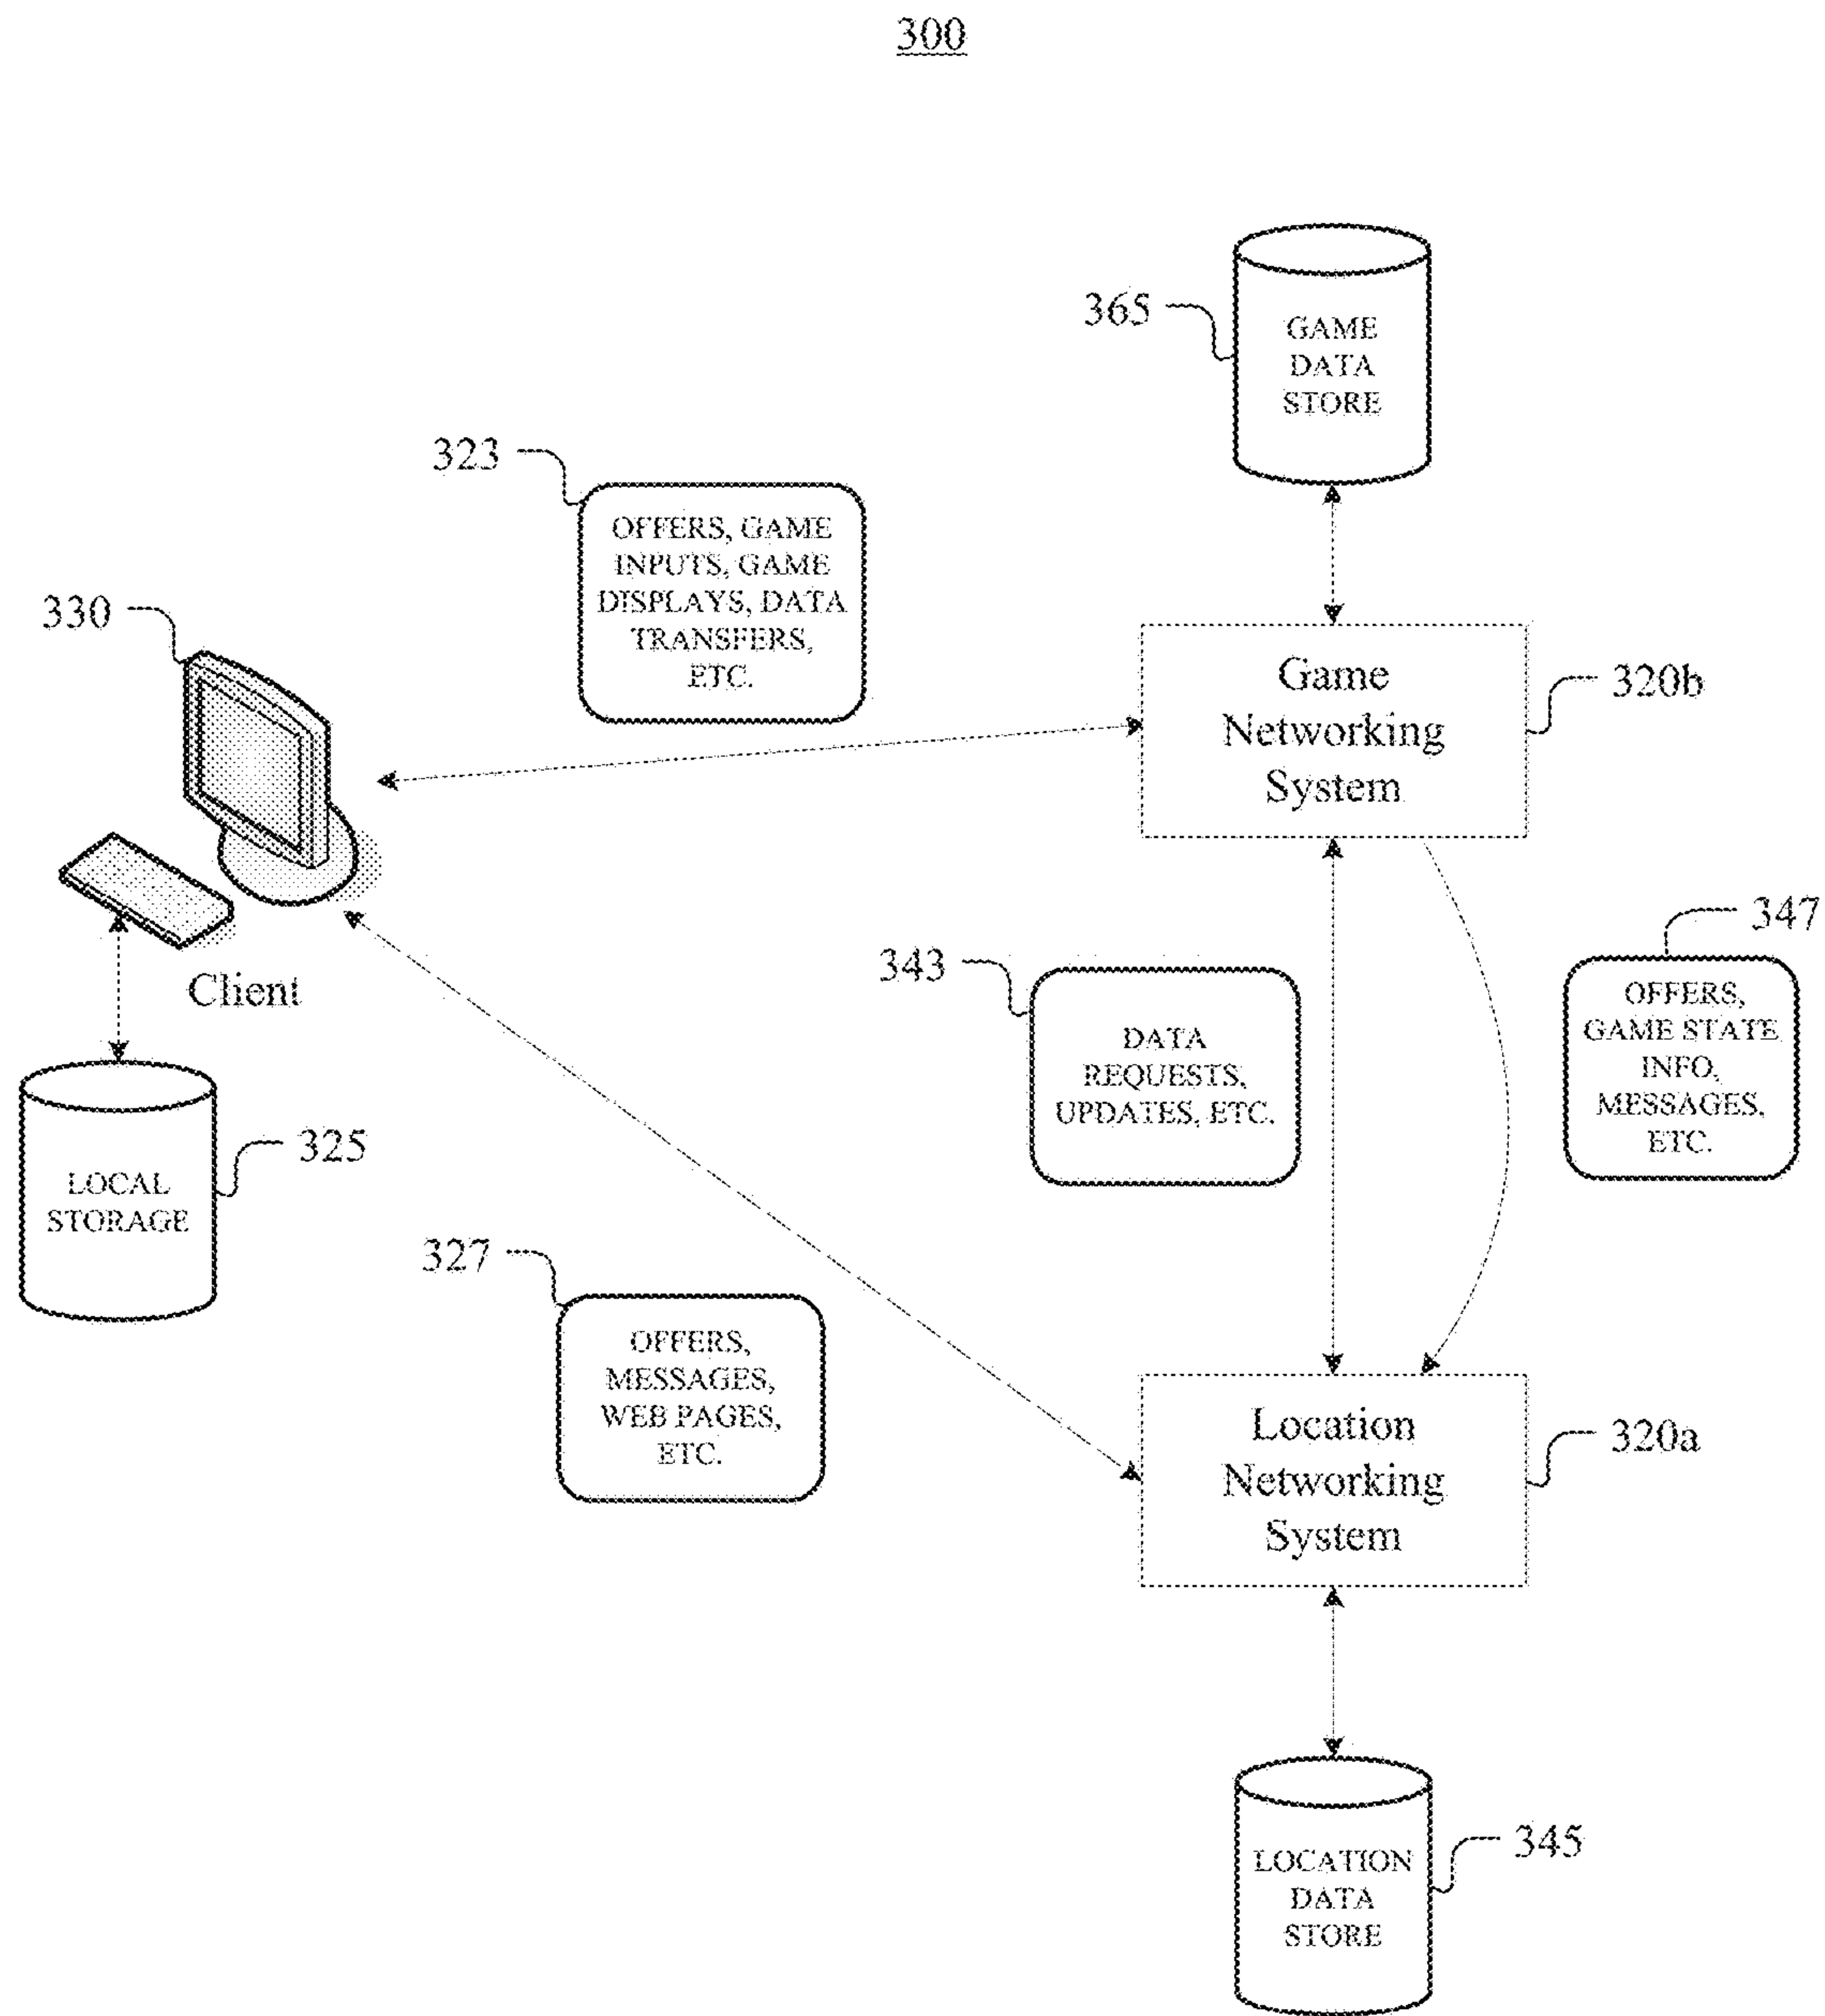 300
365
GAME
DATA
STORE
323
OFFERS, GAME
INPUTS, GAME
DISPLAYS, DATA
TRANSFERS,
ETC.
330
Game
Networking
System
320b
343
DATA
REQUESTS,
UPDATES, ETC.
347
OFFERS,
GAME STATE
INFO,
MESSAGES,
ETC.
Client
325
LOCAL
STORAGE
327
OFFERS,
MESSAGES,
WEB PAGES,
ETC.
Location
Networking
System
320a
345
LOCATION
DATA
STORE